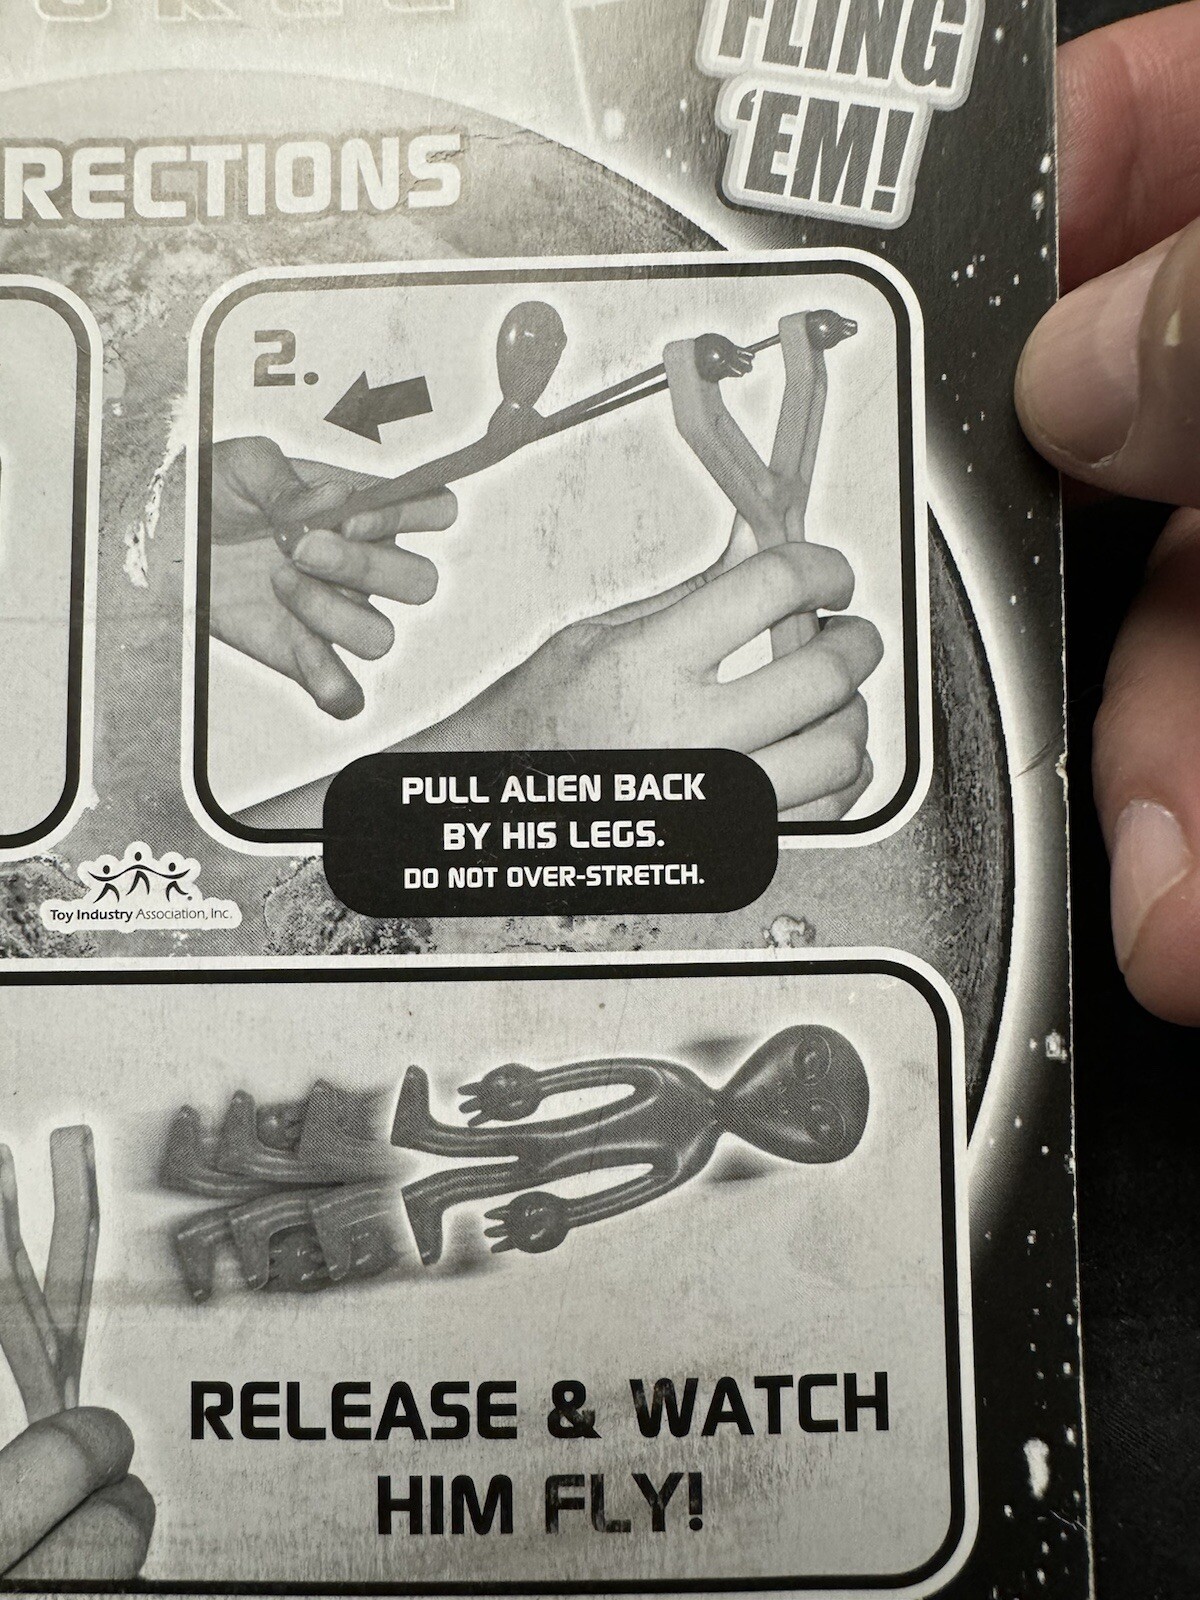 FLING
'EM!
RECTIONS
2.
PULL ALIEN BACK
BY HIS LEGS.
DO NOT OVER-STRETCH.
Toy Industry Association, Inc.
RELEASE & WATCH
HIM FLY!